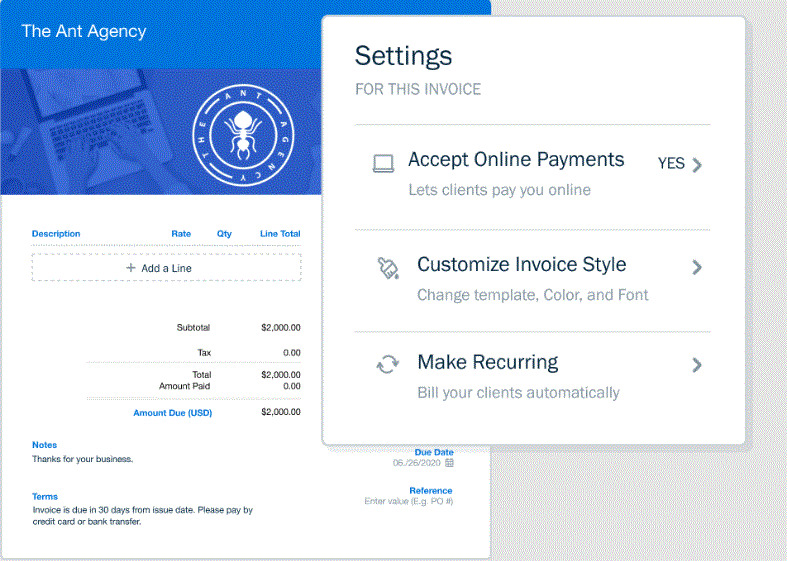 The Ant Agency
THE ANT AGENCY
Description Rate Qty Line Total
+ Add a Line
Subtotal $2,000.00
Tax 0.00
Total $2,000.00
Amount Paid 0.00
Amount Due (USD) $2,000.00
Notes
Thanks for your business.
Terms
Invoice is due in 30 days from issue date. Please pay by
credit card or bank transfer.
Due Date
06./26/2020
Reference
Enter value (E.g. PO #)
Settings
FOR THIS INVOICE
Accept Online Payments YES
Lets clients pay you online
Customize Invoice Style
Change template, Color, and Font
Make Recurring
Bill your clients automatically